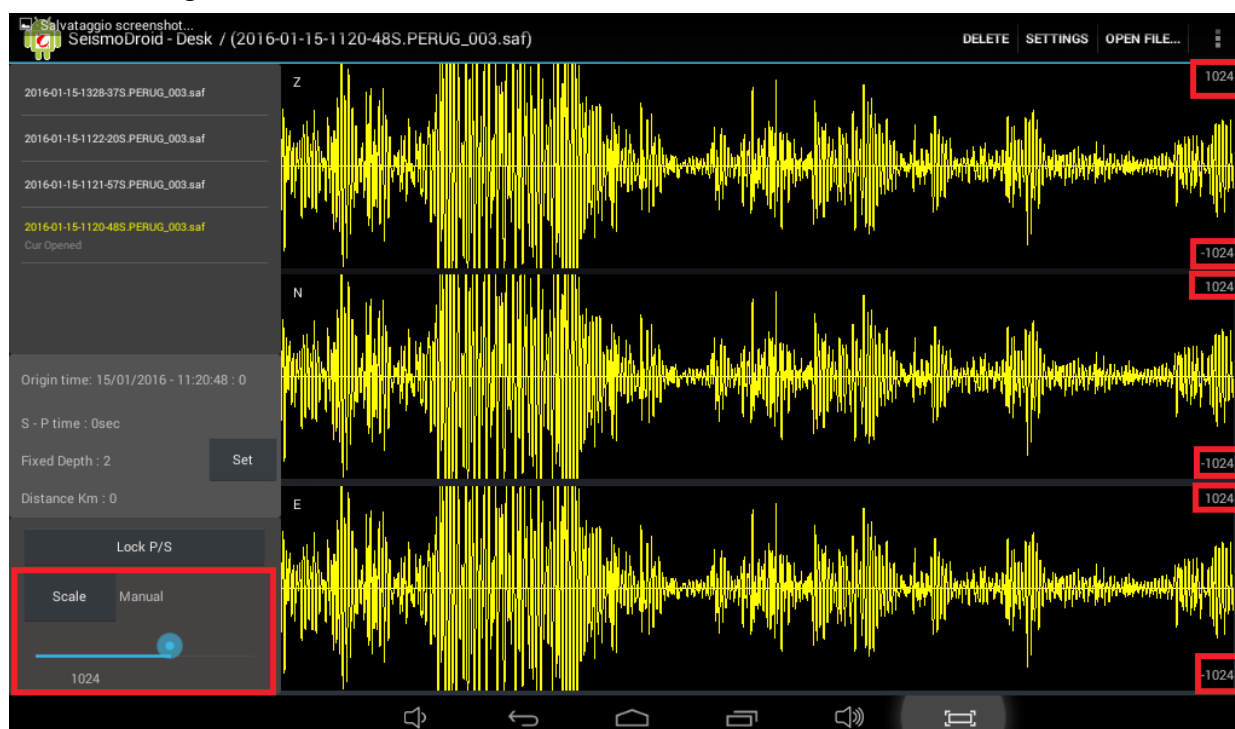 Salvataggio screenshot...
SeismoDroid - Desk / (2016-01-15-1120-48S.PERUG_003.saf)
DELETE SETTINGS OPEN FILE...
2016-01-15-1328-37S.PERUG_003.saf
2016-01-15-1122-20S.PERUG_003.saf
2016-01-15-1121-57S.PERUG_003.saf
2016-01-15-1120-48S.PERUG_003.saf
Cur Opened
Origin time: 15/01/2016 - 11:20:48 : 0
S - P time : 0sec
Fixed Depth : 2
Set
Distance Km : 0
Lock P/S
Scale
Manual
1024
Z
1024
-1024
N
1024
-1024
E
1024
-1024